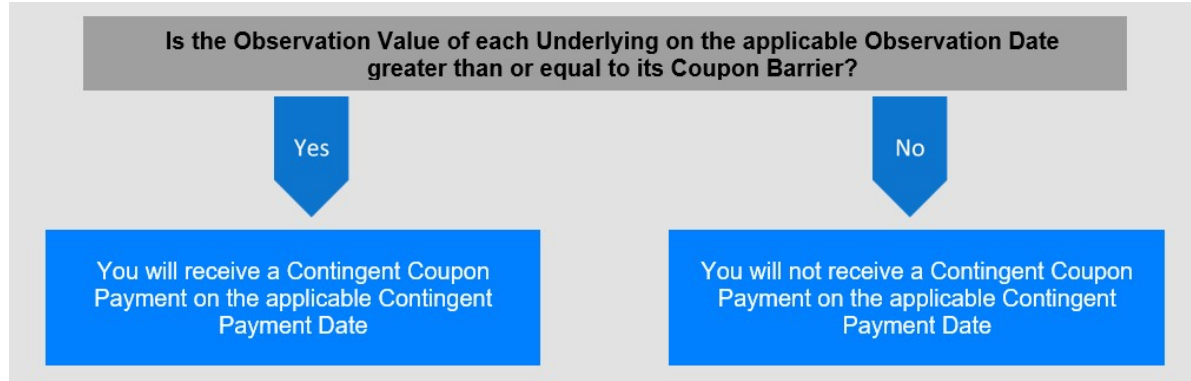 Is the Observation Value of each Underlying on the applicable Observation Date
greater than or equal to its Coupon Barrier?
Yes
No
You will receive a Contingent Coupon
Payment on the applicable Contingent
Payment Date
You will not receive a Contingent Coupon
Payment on the applicable Contingent
Payment Date